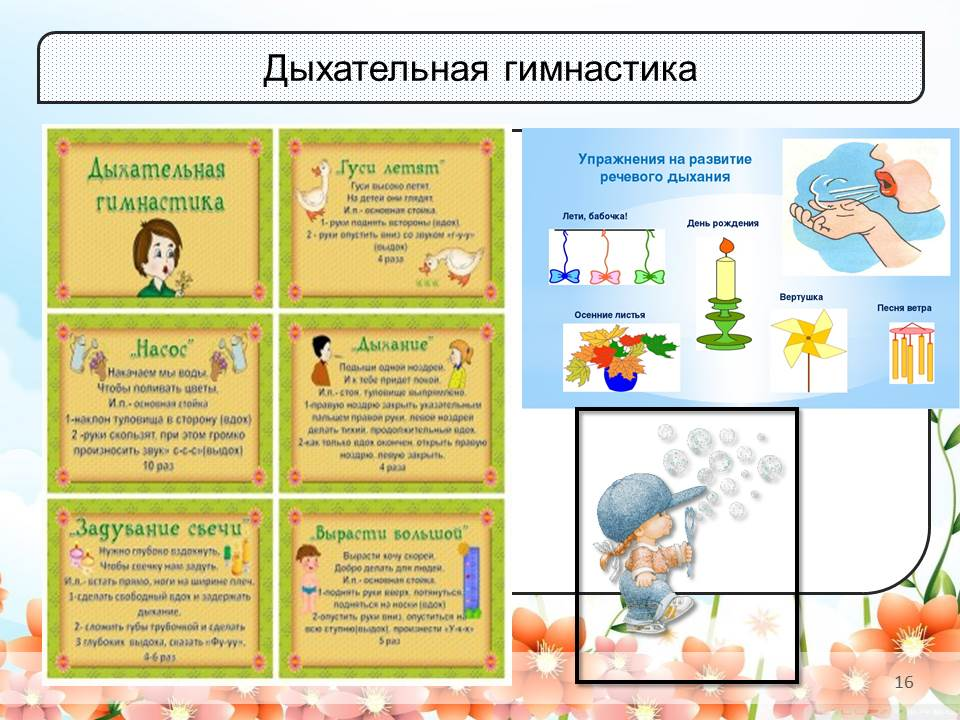 Дыхательная гимнастика
Дыхательная
гимнастика
„Гуси летят”
Гуси высоко летят,
На детей они глядят.
И.п.- основная стойка.
1- руки поднять встороны (вдох).
2 - руки опустить вниз со звуком «г-у-у»
(выдох)
4 раза
„Насос”
Накачаем мы воды,
Чтобы поливать цветы.
И.п.- основная стойка
1-наклон туловища в сторону (вдох)
2 -руки скользят, при этом громко
произносить звук» с-с-с»(выдох)
10 раз
„Дыхание”
Подыши одной ноздрей,
И к тебе придет покой.
И.п.- стоя, туловище выпрямлено.
1-правую ноздрю закрыть указательным
пальцем правой руки, левой ноздрей
делать тихий, продолжительный вдох.
2-как только вдох окончен, открыть правую
ноздрю, левую закрыть.
4 раза
„Задувание свечи”
Нужно глубоко вздохнуть,
Чтобы свечку нам задуть.
И.п.- встать прямо, ноги на ширине плеч.
1-сделать свободный вдох и задержать
дыхание.
2- сложить губы трубочкой и сделать
3 глубоких выдоха, сказать «Фу-уу».
4-6 раз
„Вырасти большой”
Вырасти хочу скорей,
Добро делать для людей.
И.п.- основная стойка.
1-поднять руки вверх, потянуться,
подняться на носки (вдох)
2-опустить руки вниз, опуститься на
всю ступню(выдох), произнести «У-х-х»
5 раз
Упражнения на развитие
речевого дыхания
Лети, бабочка!
День рождения
Вертушка
Песня ветра
Осенние листья
16